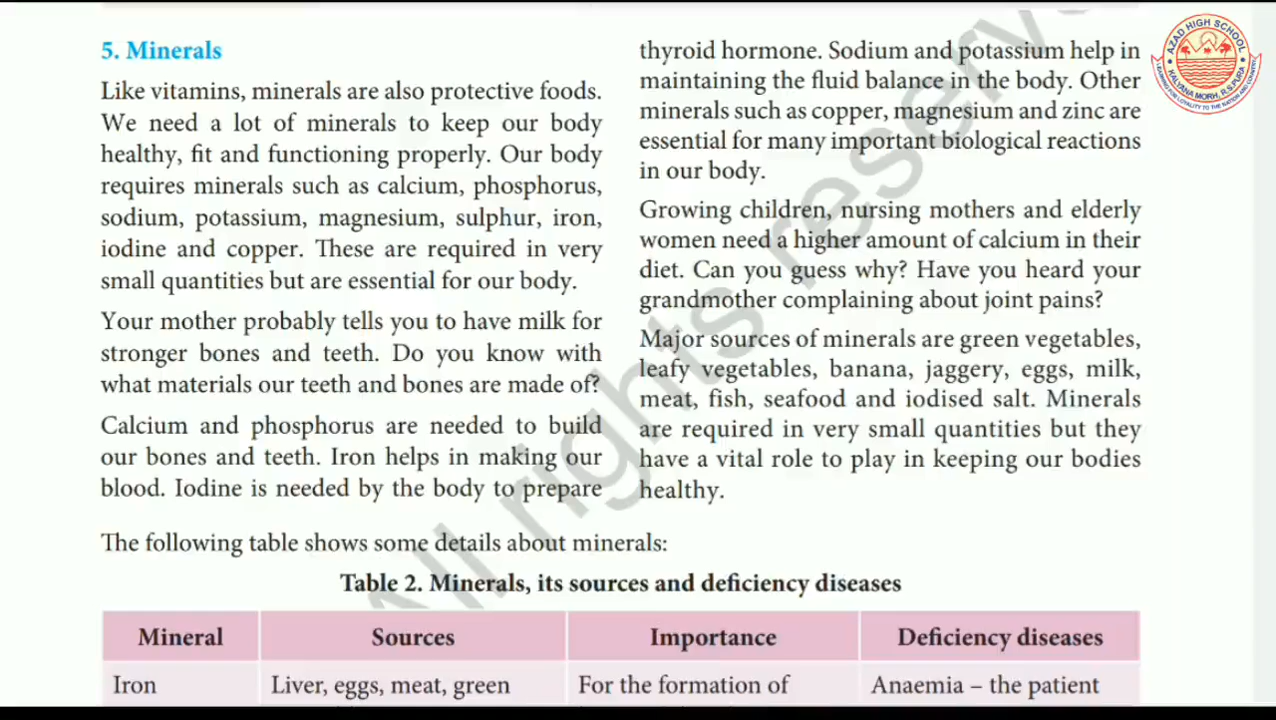 5. Minerals
Like vitamins, minerals are also protective foods.
We need a lot of minerals to keep our body
healthy, fit and functioning properly. Our body
requires minerals such as calcium, phosphorus,
sodium, potassium, magnesium, sulphur, iron,
iodine and copper. These are required in very
small quantities but are essential for our body.
Your mother probably tells you to have milk for
stronger bones and teeth. Do you know with
what materials our teeth and bones are made of?
Calcium and phosphorus are needed to build
our bones and teeth. Iron helps in making our
blood. Iodine is needed by the body to prepare
thyroid hormone. Sodium and potassium help in
maintaining the fluid balance in the body. Other
minerals such as copper, magnesium and zinc are
essential for many important biological reactions
in our body.
Growing children, nursing mothers and elderly
women need a higher amount of calcium in their
diet. Can you guess why? Have you heard your
grandmother complaining about joint pains?
Major sources of minerals are green vegetables,
leafy vegetables, banana, jaggery, eggs, milk,
meat, fish, seafood and iodised salt. Minerals
are required in very small quantities but they
have a vital role to play in keeping our bodies
healthy.
The following table shows some details about minerals:
Table 2. Minerals, its sources and deficiency diseases
Mineral Sources Importance Deficiency diseases
Iron Liver, eggs, meat, green For the formation of Anaemia – the patient
All rights reserv
AZAD HIGH SCHOOL
KALYANA MORH, R.S.PURA